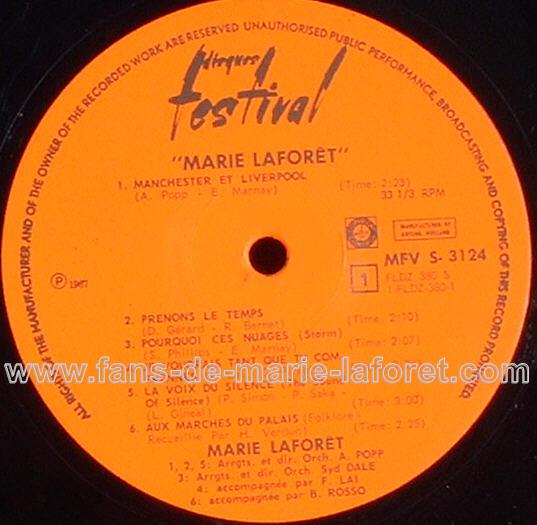 ALL RIGHTS OF THE MANUFACTURER AND OF THE OWNER OF THE RECORDED WORK ARE RESERVED UNAUTHORISED PUBLIC PERFORMANCE, BROADCASTING AND COPYING OF THIS RECORD PROHIBITED.
disques
festival
"MARIE LAFORÊT"
1. MANCHESTER ET LIVERPOOL
(A. Popp - E. Marnay) (Time: 2:23)
33 1/3 RPM
MANUFACTURED BY
MFV S- 3124
1
FLDZ 380 S
1-FLDZ-380-1
P 1967
2. PRENONS LE TEMPS
(D. Gérard - R. Bernet) (Time: 2:10)
3. POURQUOI CES NUAGES (Storm)
(S. Phillips - E. Marnay) (Time: 2:07)
TANT QUE
www.fans-de-marie-laforet.com
5. LA VOIX DU SILENCE
Of Silence) (P. Simon - P. Saka -
L. Gineal) (Time: 3:00)
6. AUX MARCHES DU PALAIS (Folklore -
Recueillie Par H. Verdun) (Time: 2:25)
MARIE LAFORÊT
1, 2, 5: Arrgts. et dir. Orch. A. POPP
3: Arrgts. et dir. Orch. Syd DALE
4: accompagnée par F. LAI
6: accompagnée par B. ROSSO